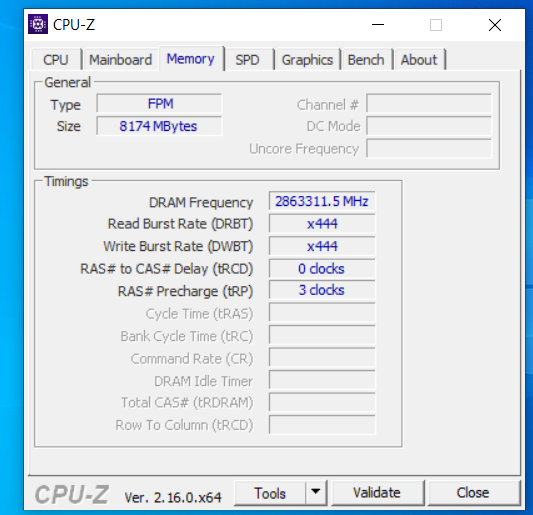 CPU-Z
CPU Mainboard Memory SPD Graphics Bench About
General
Type FPM Channel #
Size 8174 MBytes DC Mode
Uncore Frequency
Timings
DRAM Frequency 2863311.5 MHz
Read Burst Rate (DRBT) x444
Write Burst Rate (DWBT) x444
RAS# to CAS# Delay (tRCD) 0 clocks
RAS# Precharge (tRP) 3 clocks
Cycle Time (tRAS)
Bank Cycle Time (tRC)
Command Rate (CR)
DRAM Idle Timer
Total CAS# (tRDRAM)
Row To Column (tRCD)
CPU-Z Ver. 2.16.0.x64 Tools Validate Close